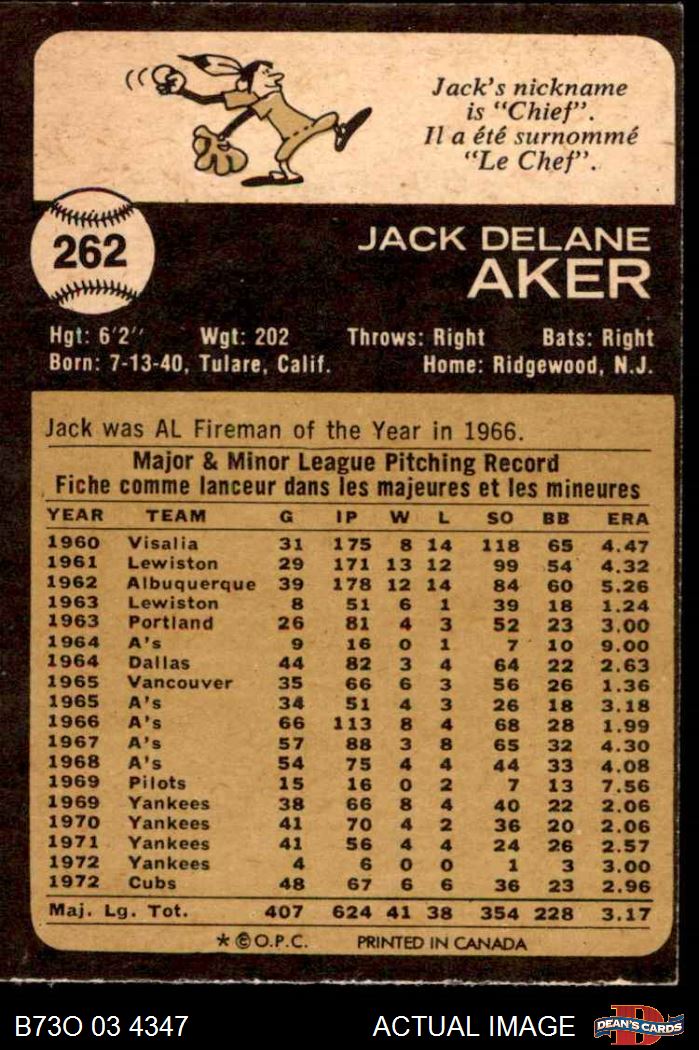 Jack's nickname
is "Chief".
Il a été surnommé
"Le Chef".
262
JACK DELANE
AKER
Hgt: 6'2" Wgt: 202 Throws: Right Bats: Right
Born: 7-13-40, Tulare, Calif. Home: Ridgewood, N.J.
Jack was AL Fireman of the Year in 1966.
Major & Minor League Pitching Record
Fiche comme lanceur dans les majeures et les mineures
YEAR TEAM G IP W L SO BB ERA
1960 Visalia 31 175 8 14 118 65 4.47
1961 Lewiston 29 171 13 12 99 54 4.32
1962 Albuquerque 39 178 12 14 84 60 5.26
1963 Lewiston 8 51 6 1 39 18 1.24
1963 Portland 26 81 4 3 52 23 3.00
1964 A's 9 16 0 1 7 10 9.00
1964 Dallas 44 82 3 4 64 22 2.63
1965 Vancouver 35 66 6 3 56 26 1.36
1965 A's 34 51 4 3 26 18 3.18
1966 A's 66 113 8 4 68 28 1.99
1967 A's 57 88 3 8 65 32 4.30
1968 A's 54 75 4 4 44 33 4.08
1969 Pilots 15 16 0 2 7 13 7.56
1969 Yankees 38 66 8 4 40 22 2.06
1970 Yankees 41 70 4 2 36 20 2.06
1971 Yankees 41 56 4 4 24 26 2.57
1972 Yankees 4 6 0 0 1 3 3.00
1972 Cubs 48 67 6 6 36 23 2.96
Maj. Lg. Tot. 407 624 41 38 354 228 3.17
* © O.P.C. PRINTED IN CANADA
B73O 03 4347 ACTUAL IMAGE D DEAN'S CARDS